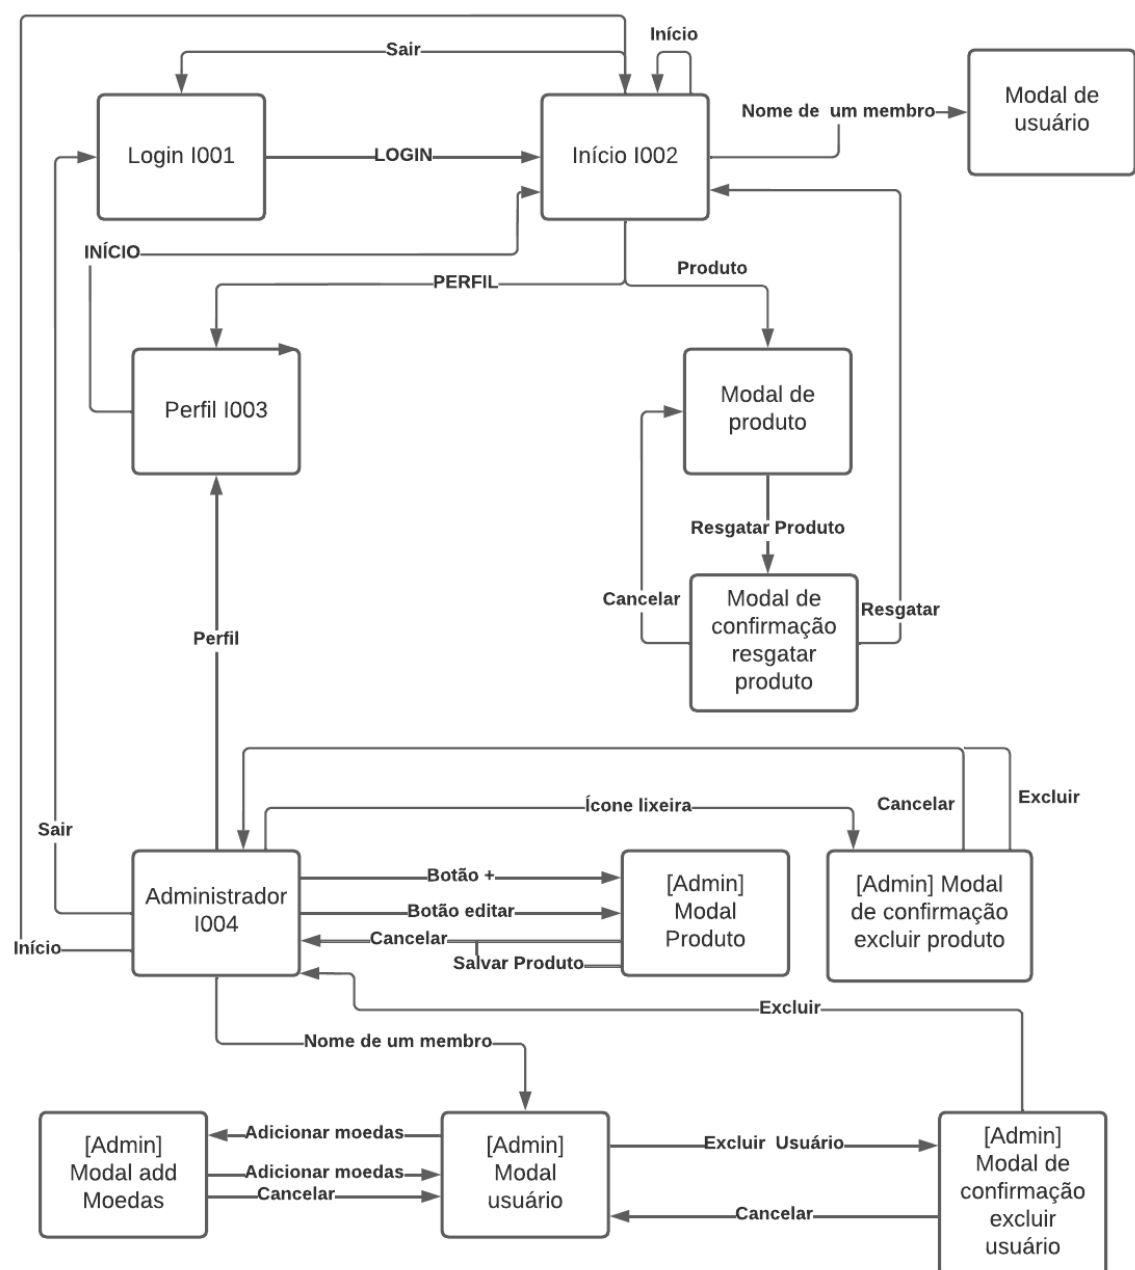 Início
Sair
Modal de
usuário
Nome de um membro
Login I001
LOGIN
Início I002
INÍCIO
PERFIL
Produto
Perfil I003
Modal de
produto
Resgatar Produto
Cancelar
Modal de
confirmação
resgatar
produto
Resgatar
Perfil
Ícone lixeira
Cancelar
Excluir
Sair
Administrador
I004
Início
Botão +
Botão editar
Cancelar
Salvar Produto
[Admin]
Modal
Produto
[Admin] Modal
de confirmação
excluir produto
Excluir
Nome de um membro
[Admin]
Modal add
Moedas
Adicionar moedas
Adicionar moedas
Cancelar
[Admin]
Modal
usuário
Excluir Usuário
Cancelar
[Admin]
Modal de
confirmação
excluir
usuário